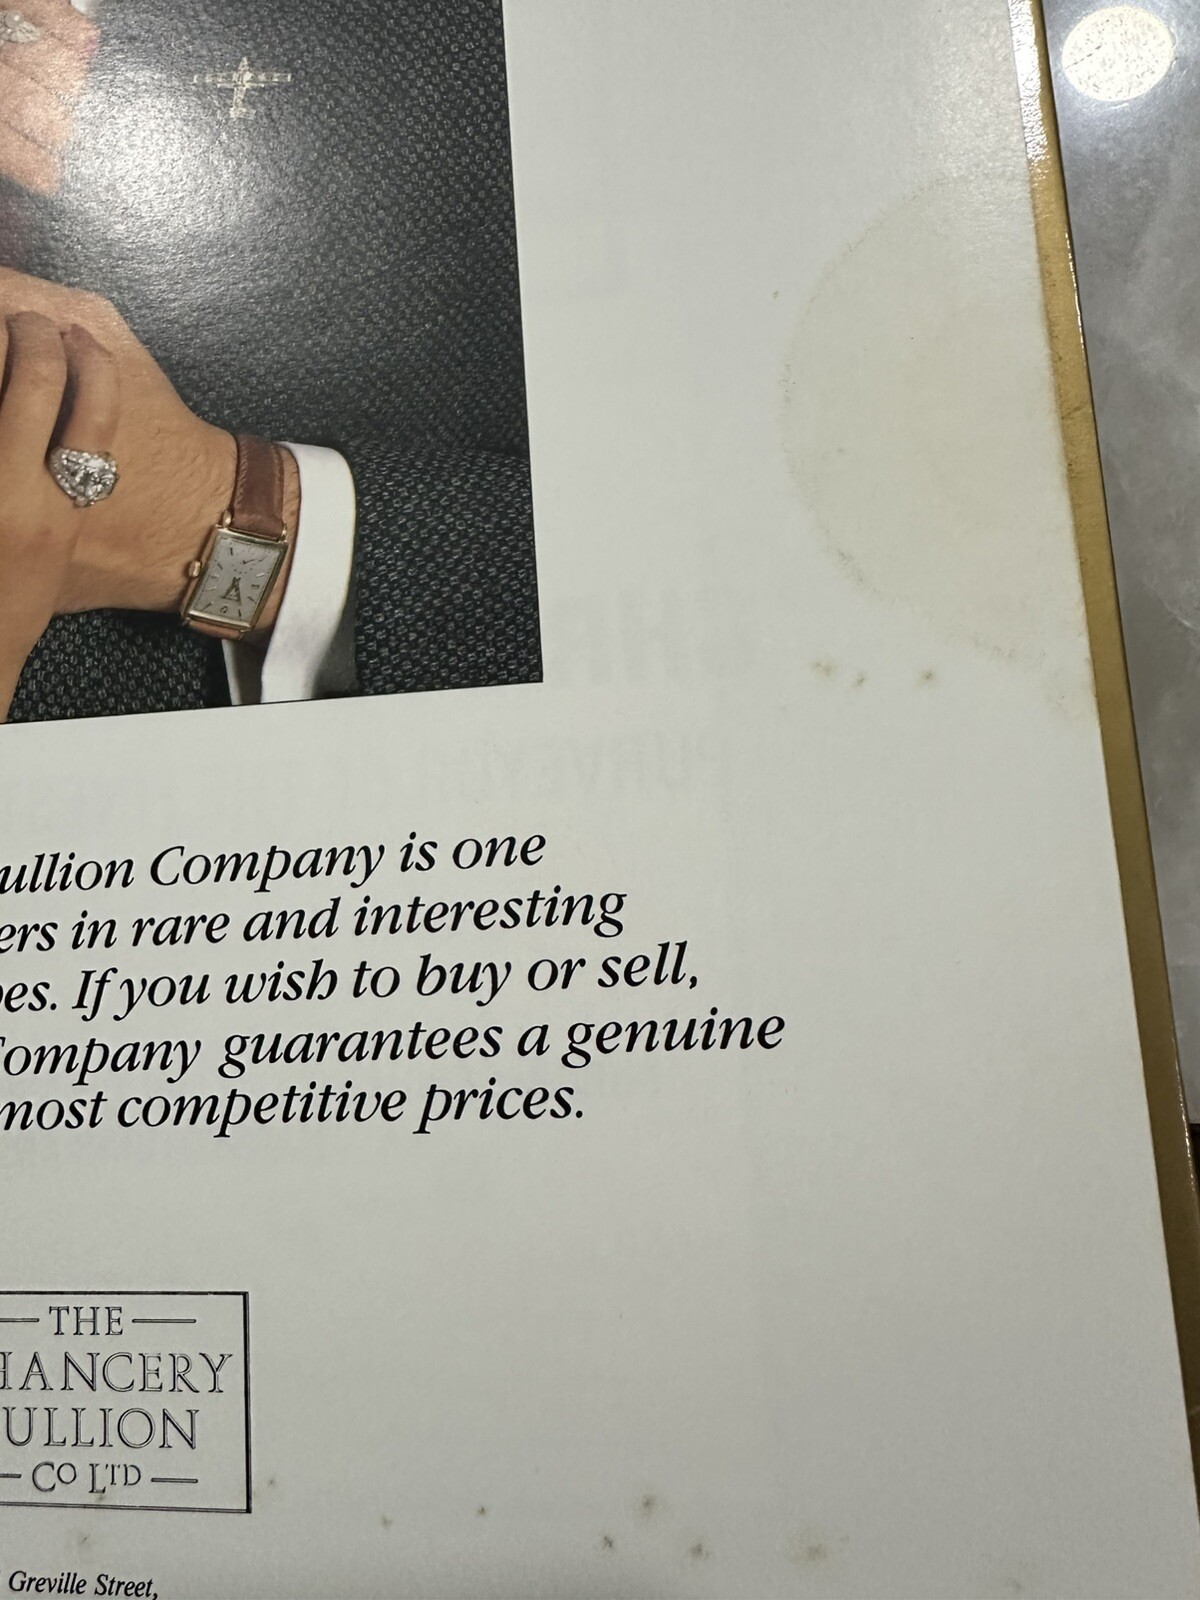 ullion Company is one
ers in rare and interesting
es. If you wish to buy or sell,
Company guarantees a genuine
most competitive prices.
THE
HANCERY
ULLION
CO LTD
Greville Street,